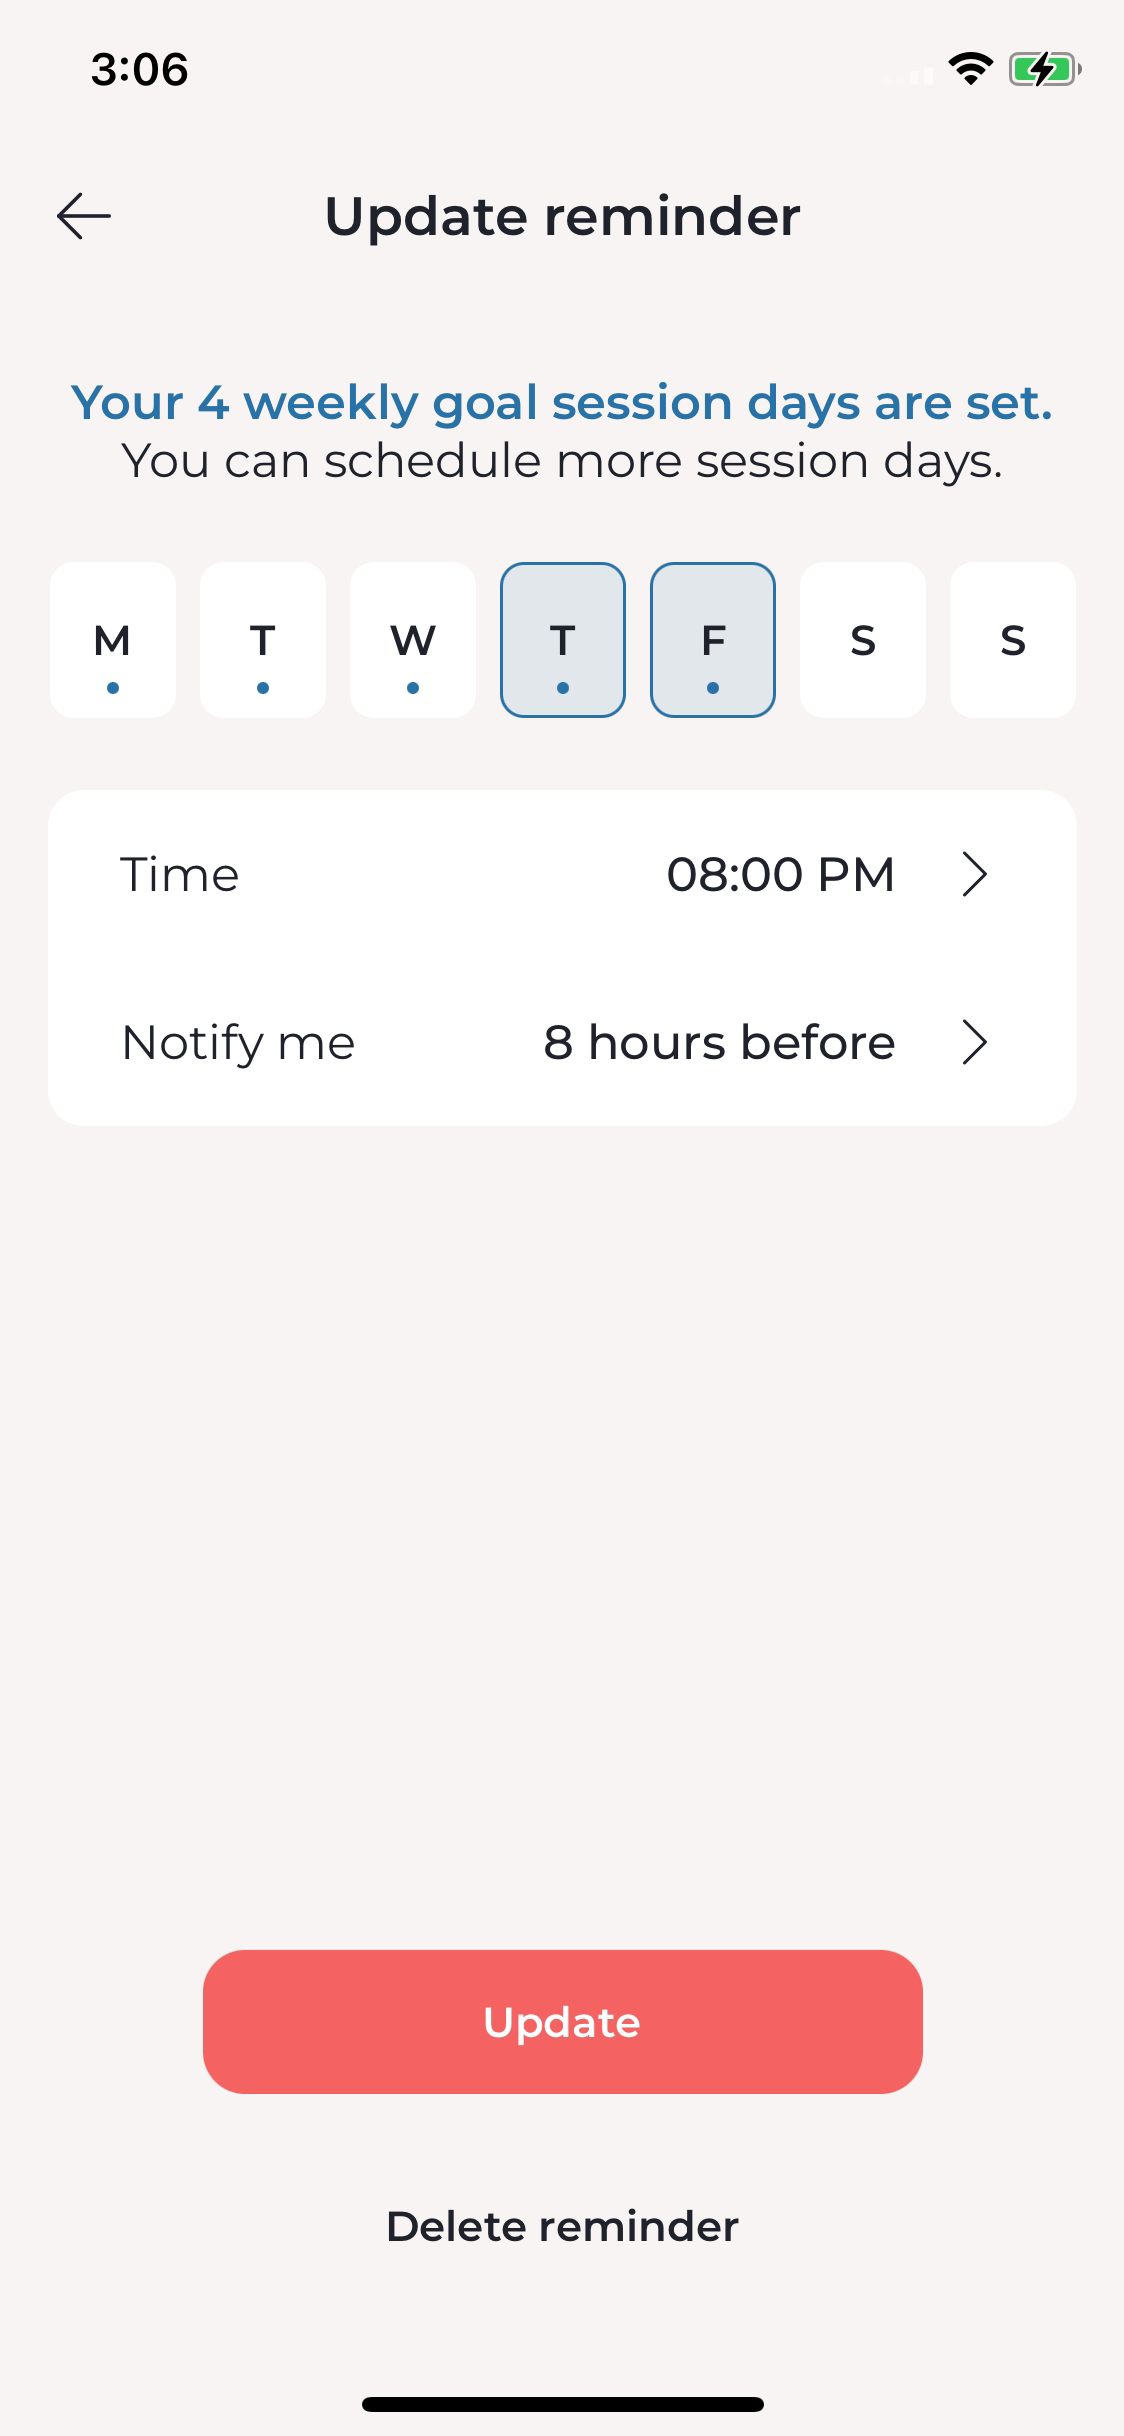 3:06
Update reminder
Your 4 weekly goal session days are set.
You can schedule more session days.
M T W T F S S
Time 08:00 PM
Notify me 8 hours before
Update
Delete reminder